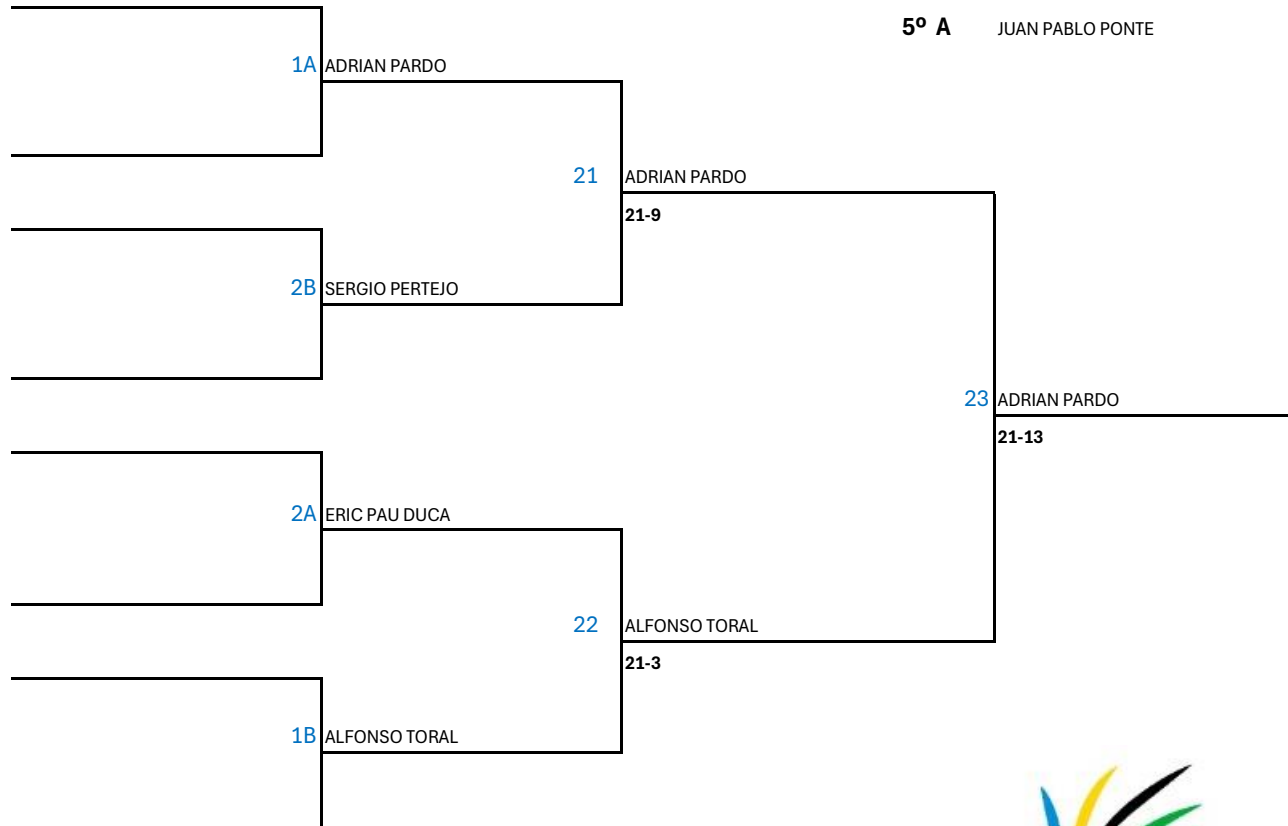 5º A JUAN PABLO PONTE
1A ADRIAN PARDO
21 ADRIAN PARDO
21-9
2B SERGIO PERTEJO
23 ADRIAN PARDO
21-13
2A ERIC PAU DUCA
22 ALFONSO TORAL
21-3
1B ALFONSO TORAL